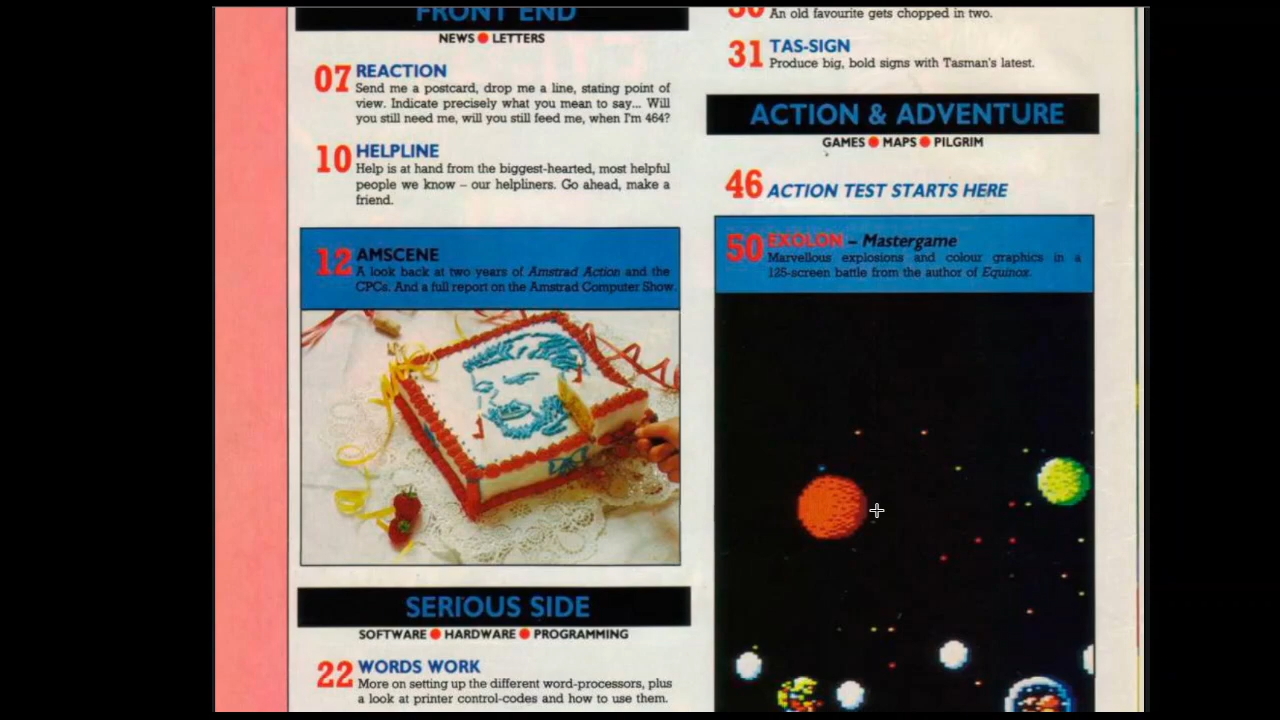 FRONT END
NEWS ● LETTERS
07 REACTION
Send me a postcard, drop me a line, stating point of
view. Indicate precisely what you mean to say... Will
you still need me, will you still feed me, when I'm 464?
10 HELPLINE
Help is at hand from the biggest-hearted, most helpful
people we know – our helpliners. Go ahead, make a
friend.
12 AMSCENE
A look back at two years of Amstrad Action and the
CPCs. And a full report on the Amstrad Computer Show.
SERIOUS SIDE
SOFTWARE ● HARDWARE ● PROGRAMMING
22 WORDS WORK
More on setting up the different word-processors, plus
a look at printer control-codes and how to use them.
An old favourite gets chopped in two.
31 TAS-SIGN
Produce big, bold signs with Tasman's latest.
ACTION & ADVENTURE
GAMES ● MAPS ● PILGRIM
46 ACTION TEST STARTS HERE
50 EXOLON – Mastergame
Marvellous explosions and colour graphics in a
125-screen battle from the author of Equinox.